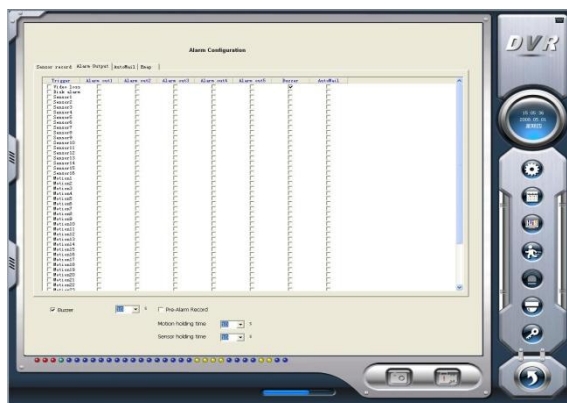 Alarm Configuration
DVR
Sensor record Alarm Output AutoMail Beep
Trigger Alarm out1 Alarm out2 Alarm out3 Alarm out4 Alarm out5 Buzzer AutoMail
Video loss
Disk alarm
Sensor1
Sensor2
Sensor3
Sensor4
Sensor5
Sensor6
Sensor7
Sensor8
Sensor9
Sensor10
Sensor11
Sensor12
Sensor13
Sensor14
Sensor15
Sensor16
Motion1
Motion2
Motion3
Motion4
Motion5
Motion6
Motion7
Motion8
Motion9
Motion10
Motion11
Motion12
Motion13
Motion14
Motion15
Motion16
Motion17
Motion18
Motion19
Motion20
Motion21
Motion22
Buzzer s Pre-Alarm Record
Motion holding time s
Sensor holding time s